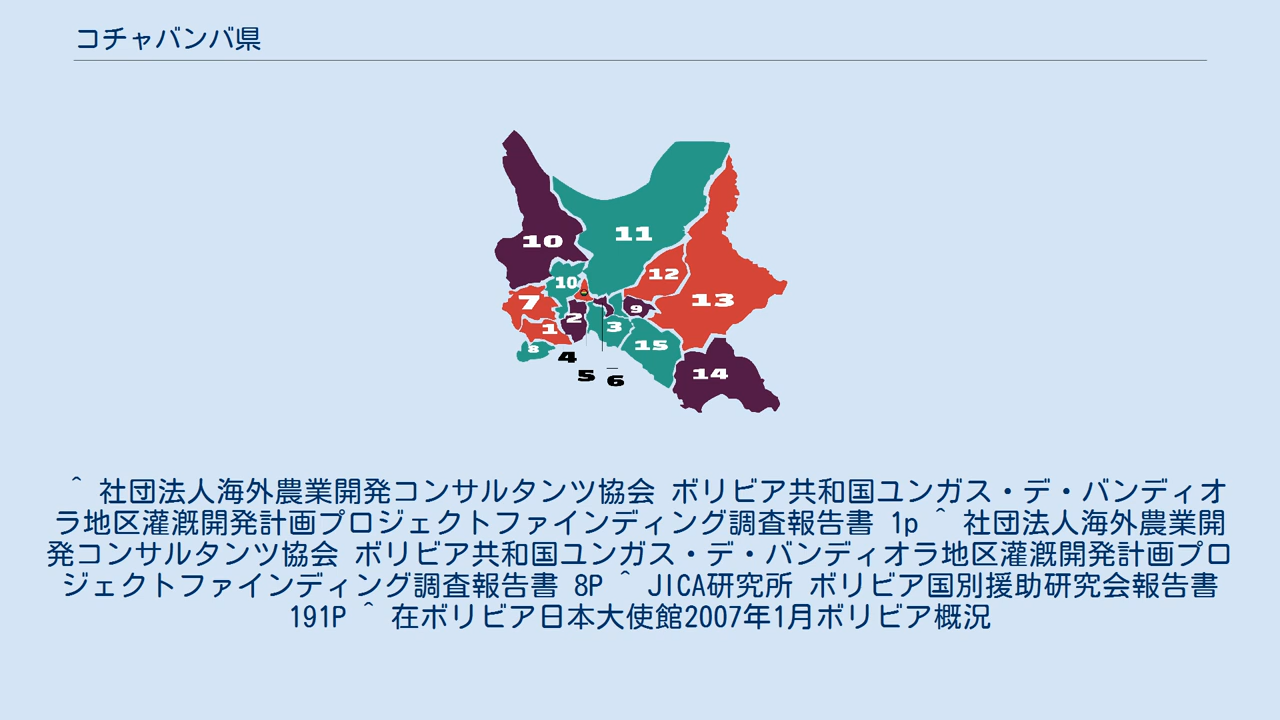 コチャバンバ県
10
11
12
10
13
7
9
2
1
3
15
8
4
14
5
6
^ 社団法人海外農業開発コンサルタンツ協会 ボリビア共和国ユンガス・デ・バンディオ
ラ地区灌漑開発計画プロジェクトファインディング調査報告書 1p ^ 社団法人海外農業開
発コンサルタンツ協会 ボリビア共和国ユンガス・デ・バンディオラ地区灌漑開発計画プロ
ジェクトファインディング調査報告書 8P ^ JICA研究所 ボリビア国別援助研究会報告書
191P ^ 在ボリビア日本大使館2007年1月ボリビア概況